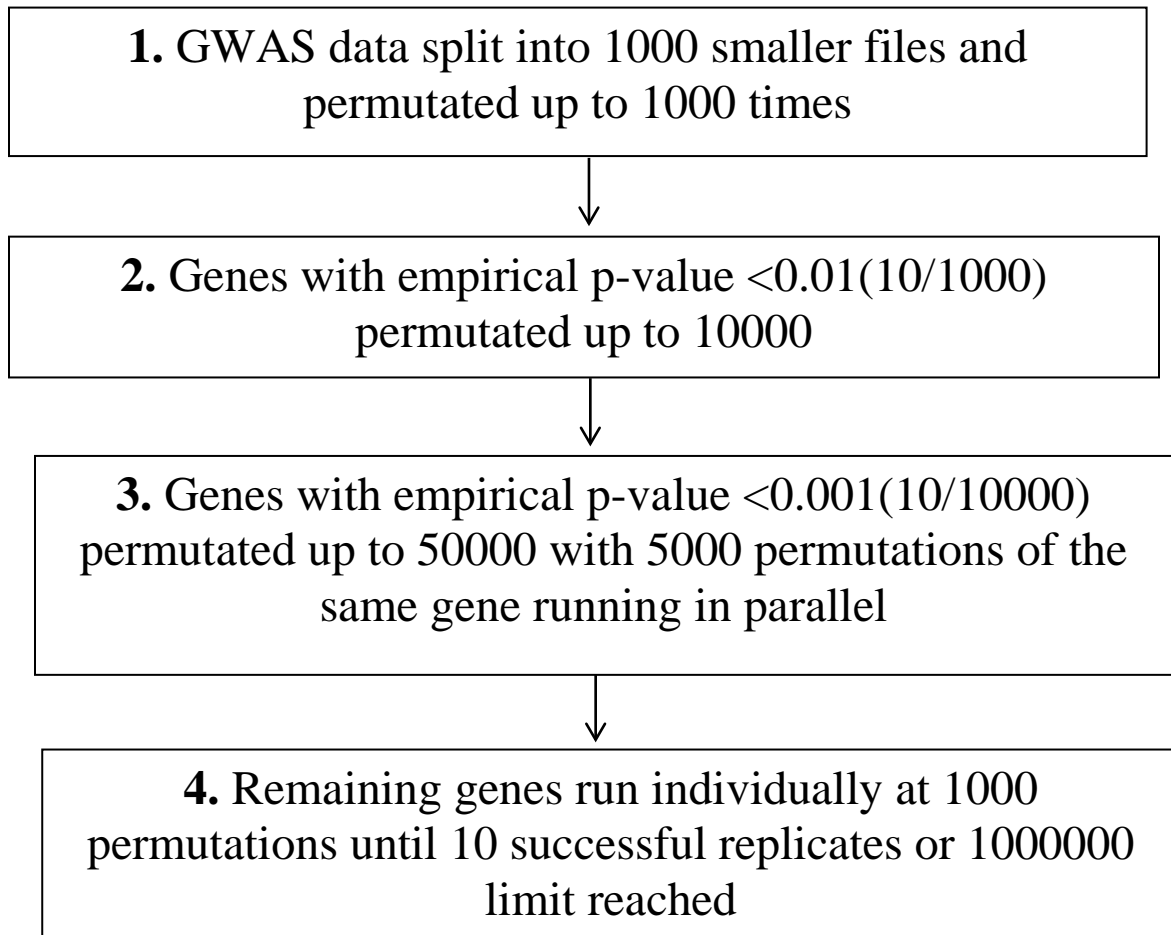 1. GWAS data split into 1000 smaller files and
permutated up to 1000 times
2. Genes with empirical p-value <0.01(10/1000)
permutated up to 10000
3. Genes with empirical p-value <0.001(10/10000)
permutated up to 50000 with 5000 permutations of the
same gene running in parallel
4. Remaining genes run individually at 1000
permutations until 10 successful replicates or 1000000
limit reached